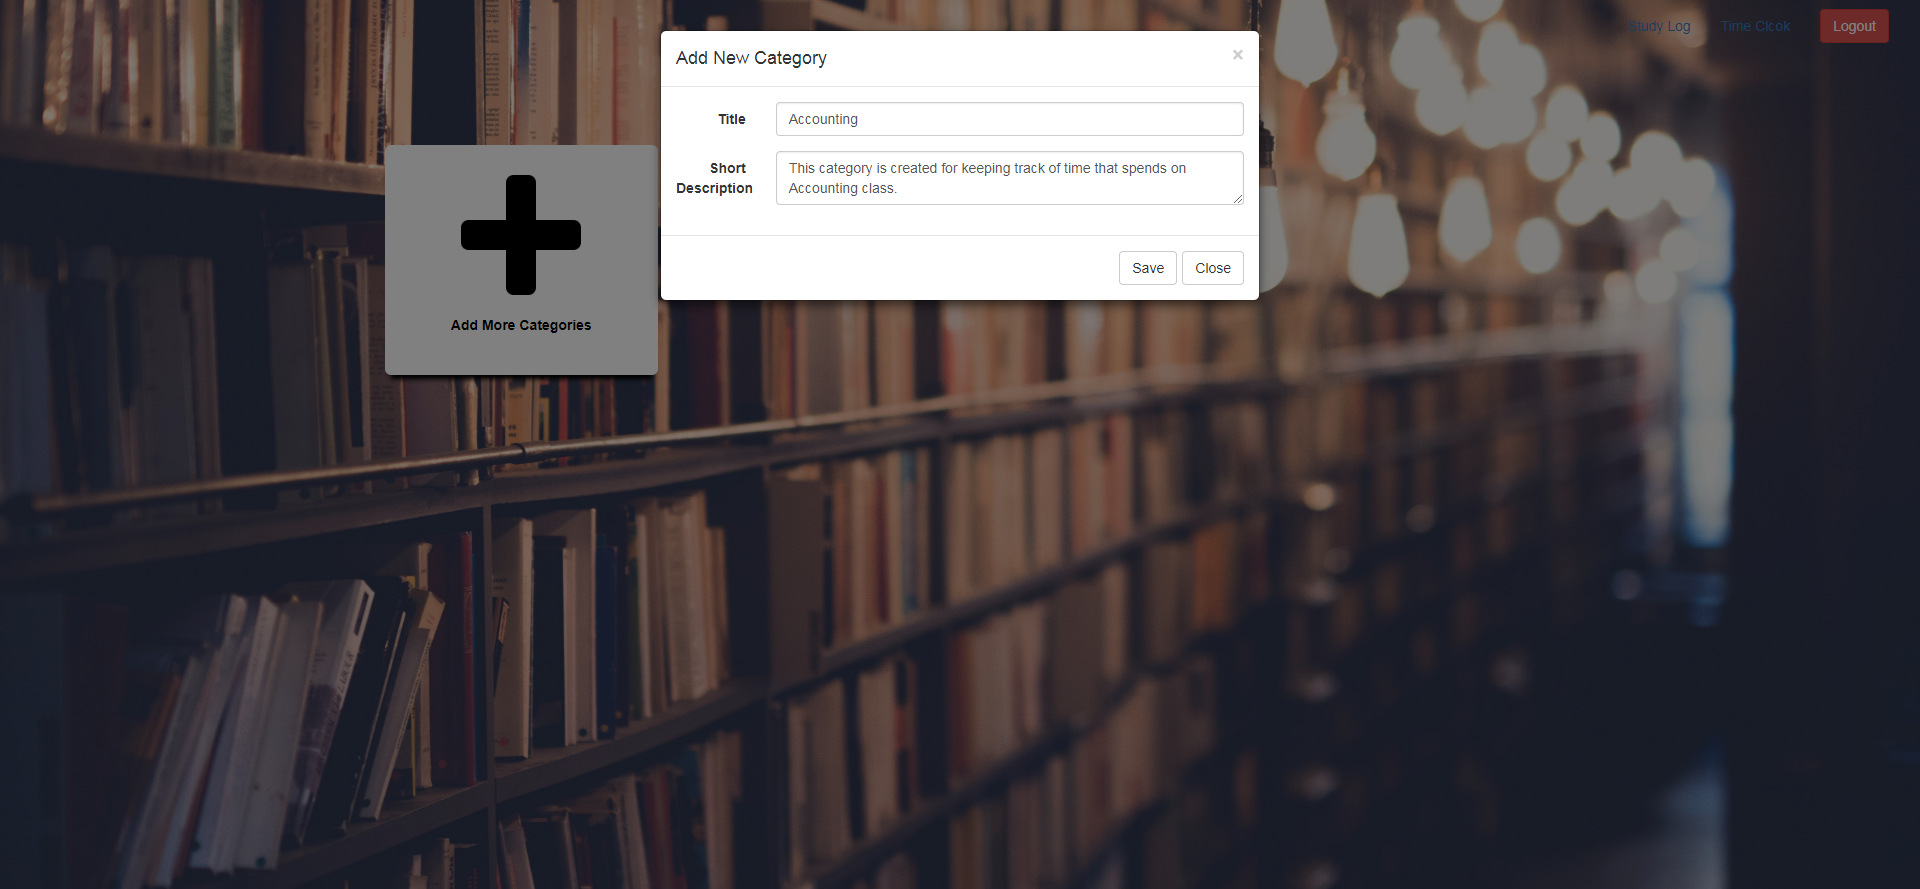 Study Log
Time Clcok
Logout
Add New Category
×
Title
Accounting
Short
Description
This category is created for keeping track of time that spends on
Accounting class.
Save
Close
Add More Categories